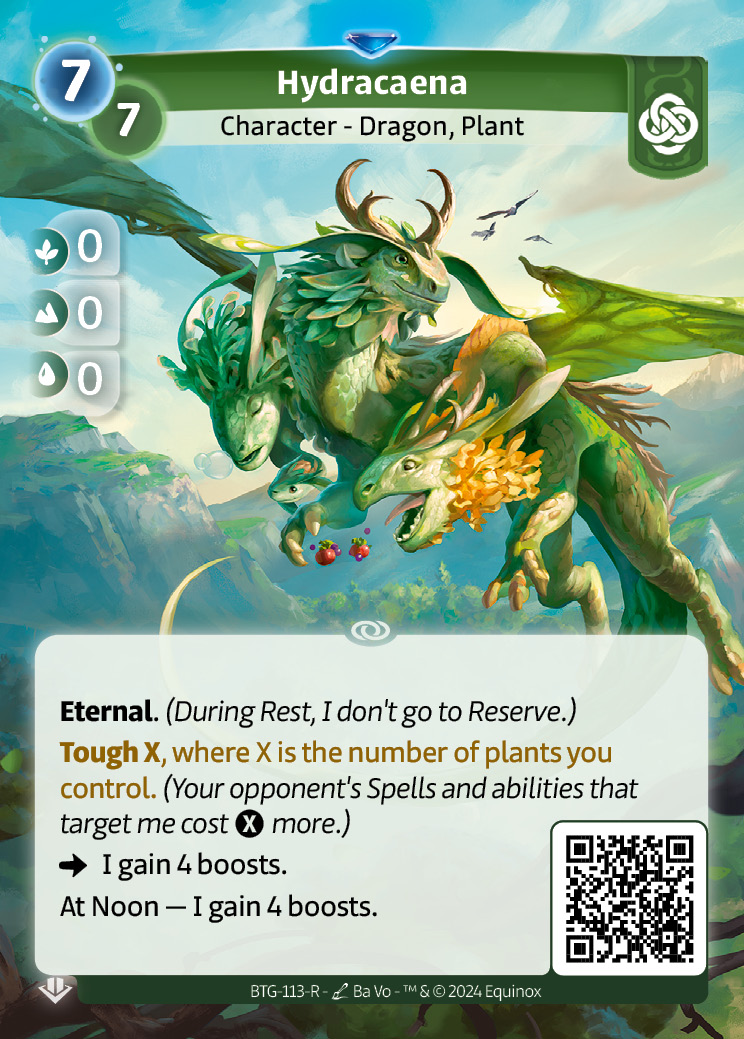 7
Hydracaena
7
Character - Dragon, Plant
0
0
0
Eternal. (During Rest, I don't go to Reserve.)
Tough X, where X is the number of plants you
control. (Your opponent's Spells and abilities that
target me cost X more.)
I gain 4 boosts.
At Noon — I gain 4 boosts.
BTG-113-R - Ba Vo - ™ & © 2024 Equinox